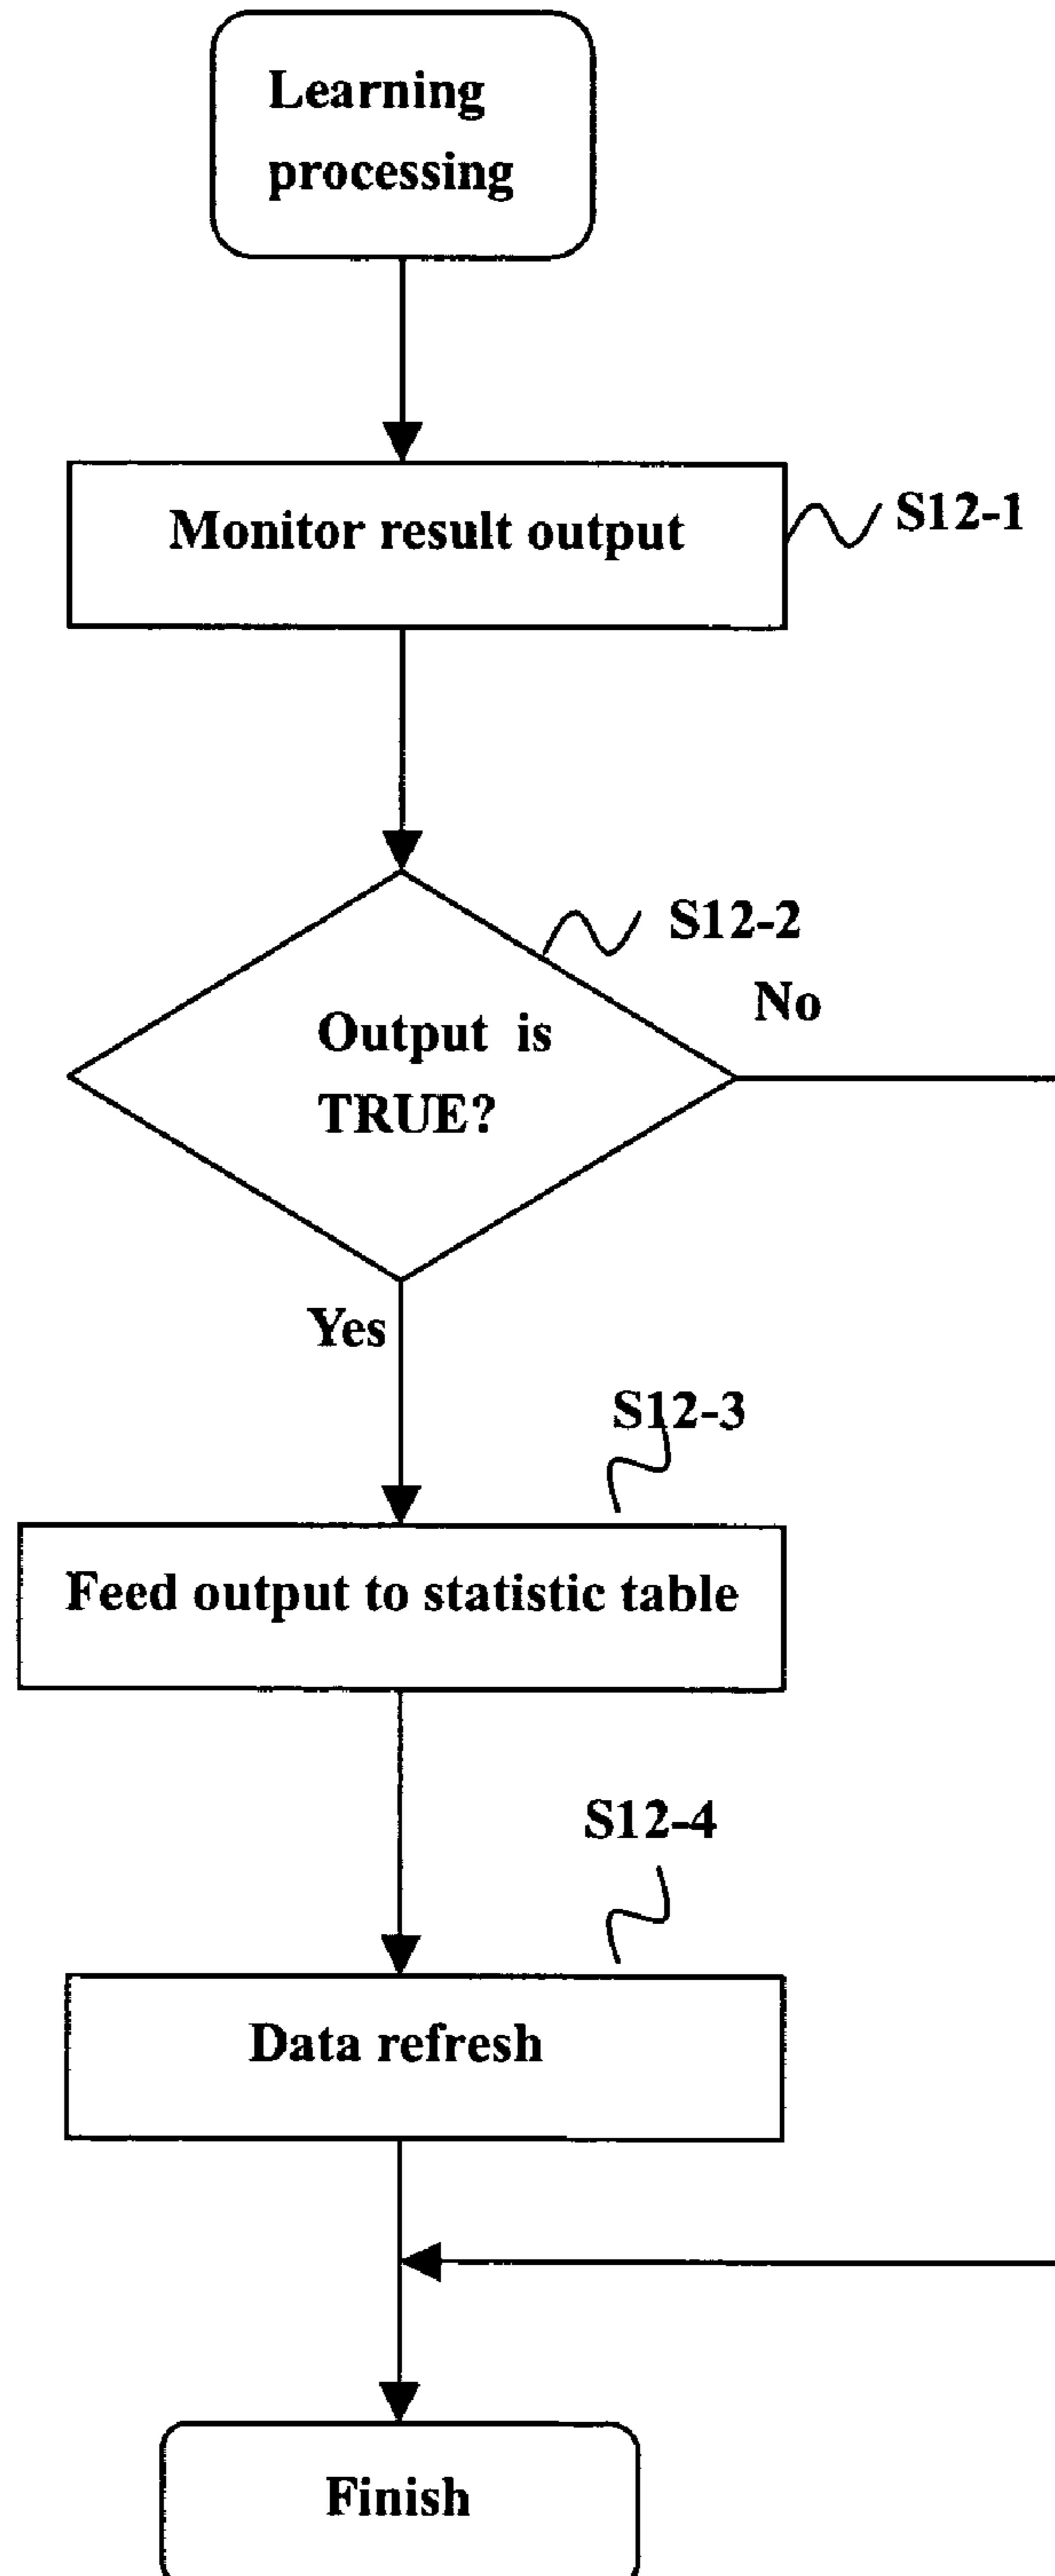 Learning
processing
Monitor result output
S12-1
S12-2
No
Output is
TRUE?
Yes
S12-3
Feed output to statistic table
S12-4
Data refresh
Finish